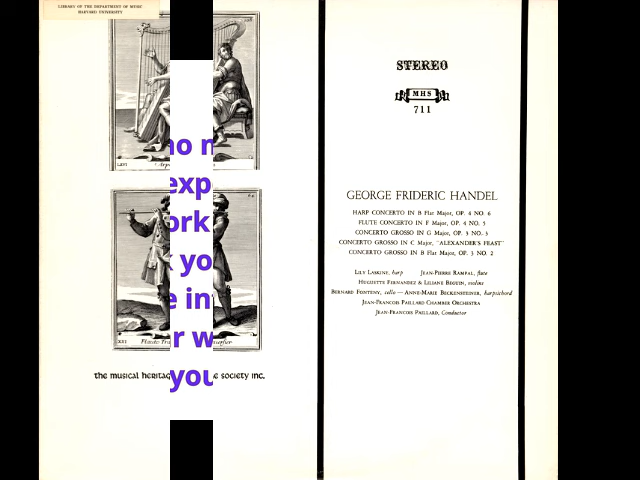 LIBRARY OF THE DEPARTMENT OF MUSIC
HARVARD UNIVERSITY
LXVI
XXI
the musical heritag
e society inc.
STEREO
MHS
711
GEORGE FRIDERIC HANDEL
HARP CONCERTO IN B Flat Major, OP. 4 NO. 6
FLUTE CONCERTO IN F Major, OP. 4 NO. 5
CONCERTO GROSSO IN G Major, OP. 3 NO. 3
CONCERTO GROSSO IN C Major, "ALEXANDER'S FEAST"
CONCERTO GROSSO IN B Flat Major, OP. 3 NO. 2
LILY LASKINE, harp JEAN-PIERRE RAMPAL, flute
HUGUETTE FERNANDEZ & LILIANE BEGUIN, violins
BERNARD FONTENY, cello — ANNE-MARIE BECKENSTEINER, harpsichord
JEAN-FRANCOIS PAILLARD CHAMBER ORCHESTRA
JEAN-FRANCOIS PAILLARD, Conductor
exp
ork
yo
in
you